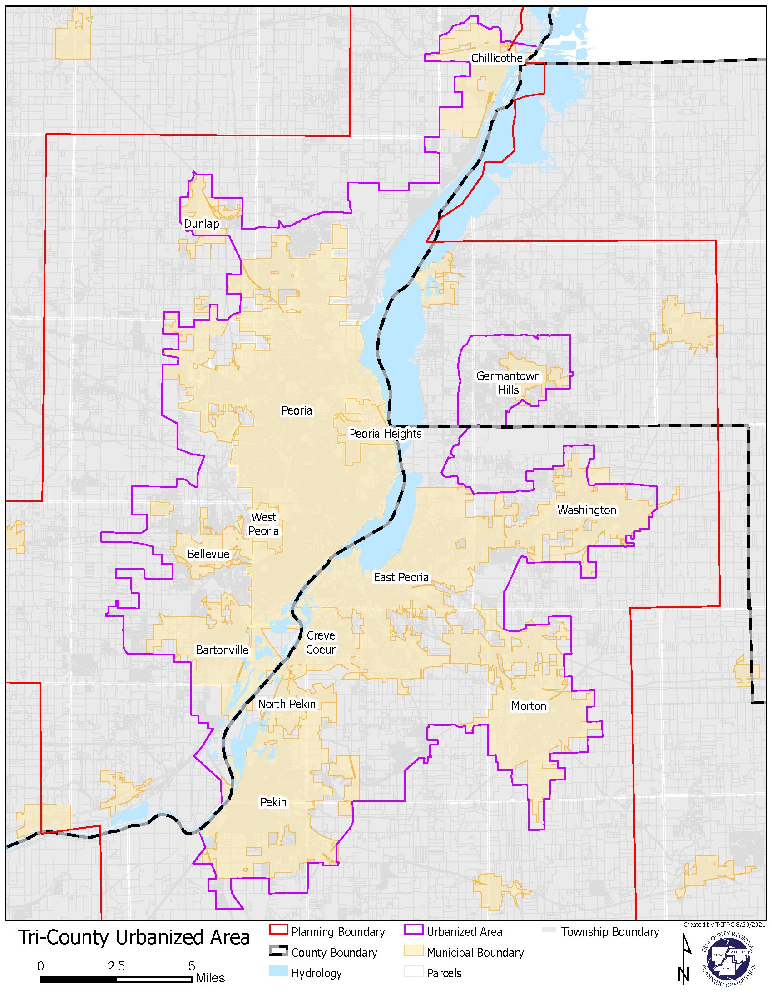 Chillicothe
Dunlap
Germantown
Hills
Peoria
Peoria Heights
Washington
West
Peoria
Bellevue
East Peoria
Creve
Coeur
Bartonville
North Pekin
Morton
Pekin
Created by TCRPC 8/20/2021
Tri-County Urbanized Area
Planning Boundary
Urbanized Area
Township Boundary
County Boundary
Municipal Boundary
Hydrology
Parcels
0 2.5 5
Miles
N
TRI-COUNTY REGIONAL
PLANNING COMMISSION
PEORIA